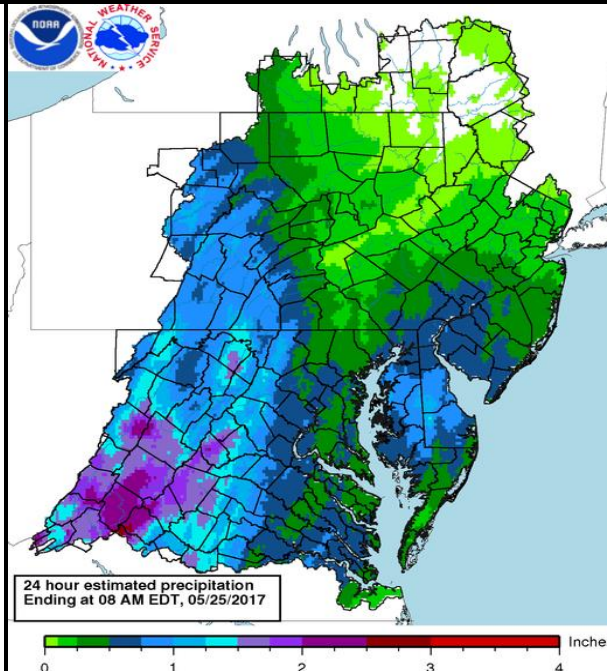 NOAA
NATIONAL WEATHER SERVICE
24 hour estimated precipitation
Ending at 08 AM EDT, 05/25/2017
Inche
0 1 2 3 4